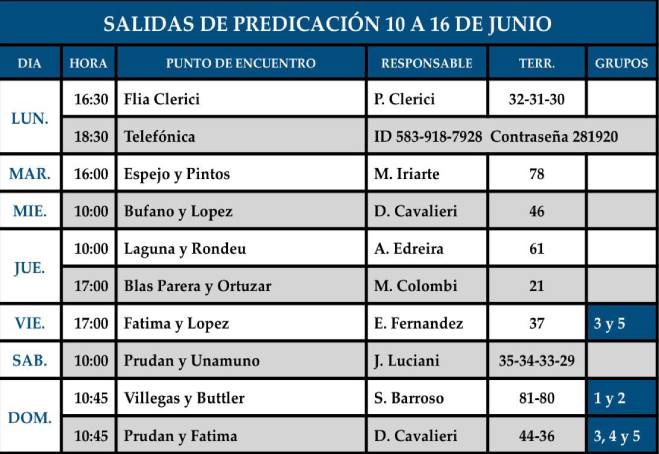 SALIDAS DE PREDICACIÓN 10 A 16 DE JUNIO
DIA HORA PUNTO DE ENCUENTRO RESPONSABLE TERR. GRUPOS
LUN. 16:30 Flia Clerici P. Clerici 32-31-30
18:30 Telefónica ID 583-918-7928 Contraseña 281920
MAR. 16:00 Espejo y Pintos M. Iriarte 78
MIE. 10:00 Bufano y Lopez D. Cavalieri 46
JUE. 10:00 Laguna y Rondeu A. Edreira 61
17:00 Blas Parera y Ortuzar M. Colombi 21
VIE. 17:00 Fatima y Lopez E. Fernandez 37 3 y 5
SAB. 10:00 Prudan y Unamuno J. Luciani 35-34-33-29
DOM. 10:45 Villegas y Buttler S. Barroso 81-80 1 y 2
10:45 Prudan y Fatima D. Cavalieri 44-36 3, 4 y 5